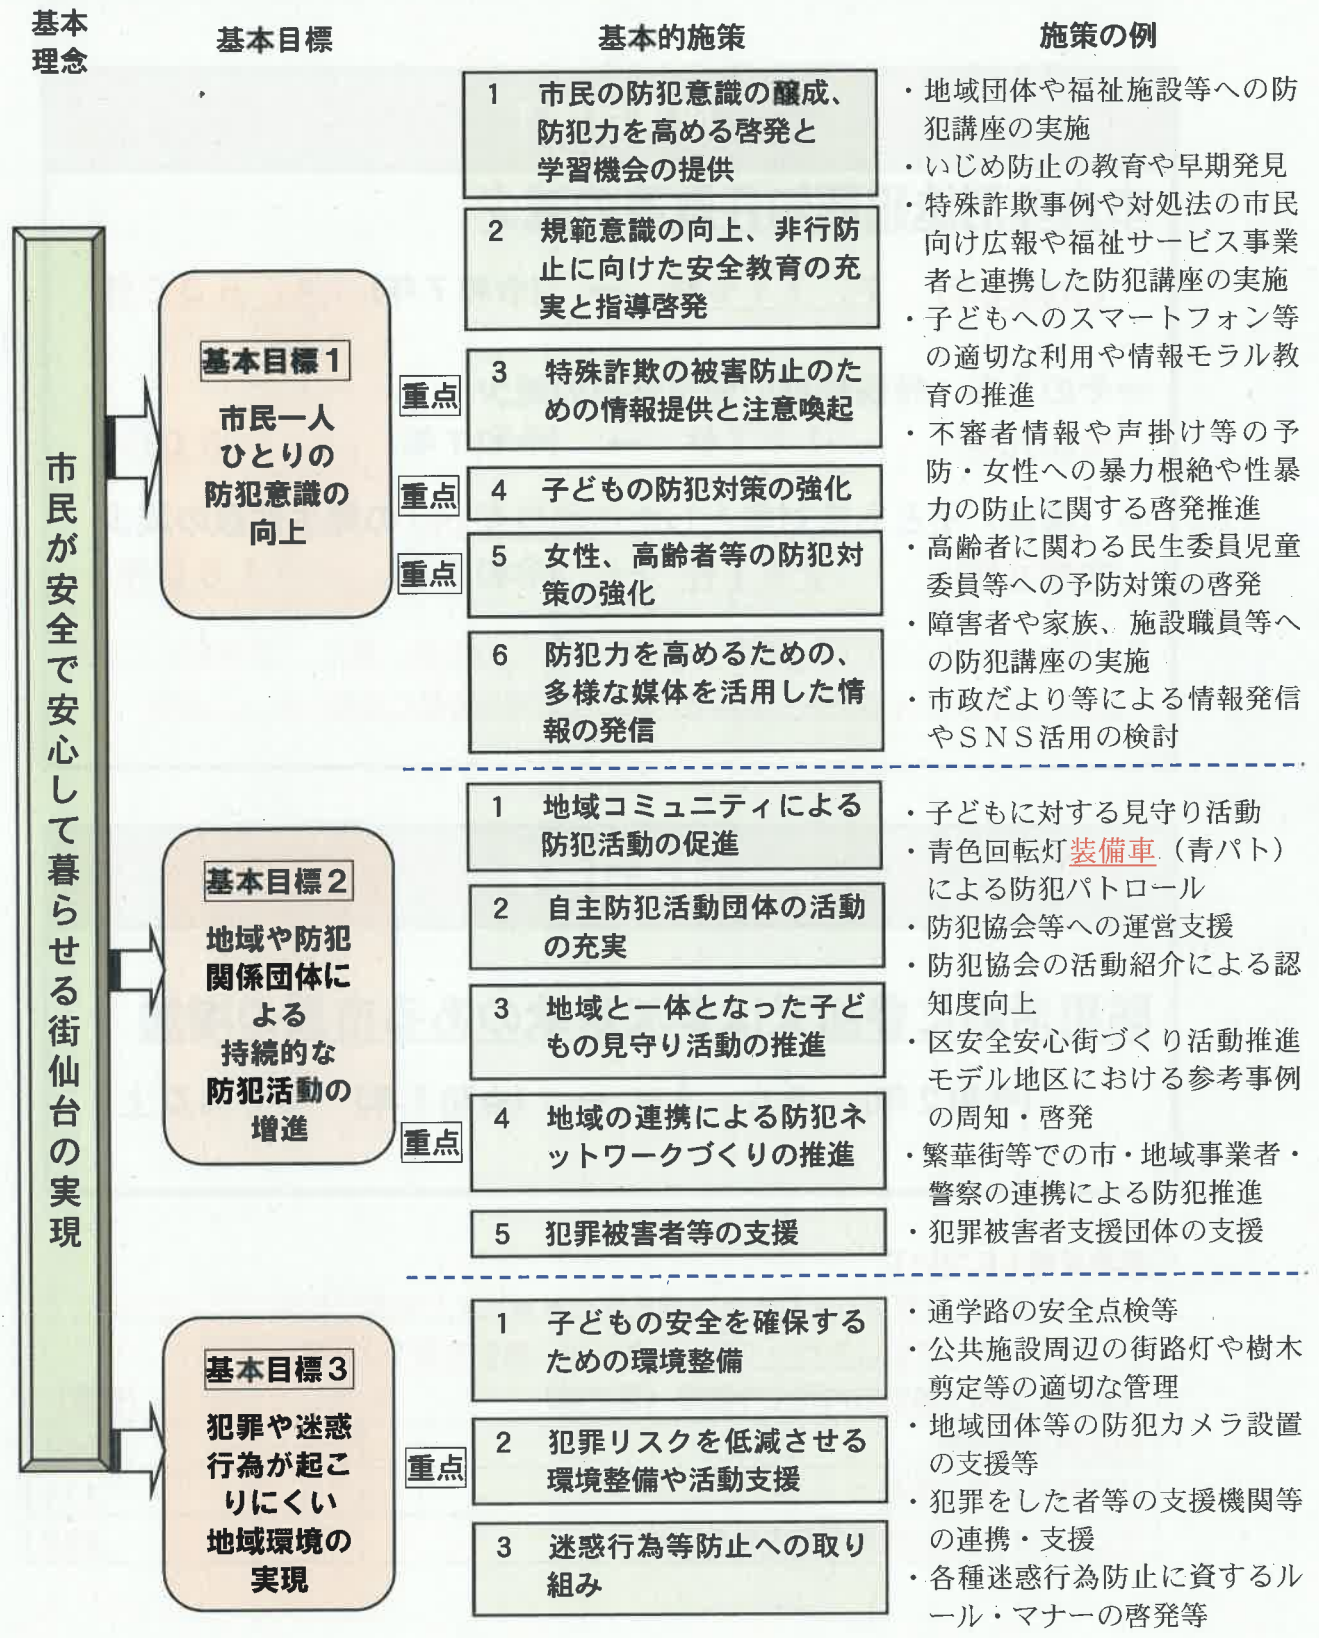 基本
理念
基本目標
基本的施策
施策の例
市民が安全で安心して暮らせる街仙台の実現
基本目標1
市民一人
ひとりの
防犯意識の
向上
1 市民の防犯意識の醸成、
防犯力を高める啓発と
学習機会の提供
2 規範意識の向上、非行防
止に向けた安全教育の充
実と指導啓発
重点
3 特殊詐欺の被害防止のた
めの情報提供と注意喚起
重点
4 子どもの防犯対策の強化
重点
5 女性、高齢者等の防犯対
策の強化
6 防犯力を高めるための、
多様な媒体を活用した情
報の発信
・地域団体や福祉施設等への防
犯講座の実施
・いじめ防止の教育や早期発見
・特殊詐欺事例や対処法の市民
向け広報や福祉サービス事業
者と連携した防犯講座の実施
・子どもへのスマートフォン等
の適切な利用や情報モラル教
育の推進
・不審者情報や声掛け等の予
防・女性への暴力根絶や性暴
力の防止に関する啓発推進
・高齢者に関わる民生委員児童
委員等への予防対策の啓発
・障害者や家族、施設職員等へ
の防犯講座の実施
・市政だより等による情報発信
やSNS活用の検討
基本目標2
地域や防犯
関係団体に
よる
持続的な
防犯活動の
増進
1 地域コミュニティによる
防犯活動の促進
2 自主防犯活動団体の活動
の充実
3 地域と一体となった子ど
もの見守り活動の推進
重点
4 地域の連携による防犯ネ
ットワークづくりの推進
5 犯罪被害者等の支援
・子どもに対する見守り活動
・青色回転灯装備車（青パト）
による防犯パトロール
・防犯協会等への運営支援
・防犯協会の活動紹介による認
知度向上
・区安全安心街づくり活動推進
モデル地区における参考事例
の周知・啓発
・繁華街等での市・地域事業者・
警察の連携による防犯推進
・犯罪被害者支援団体の支援
基本目標3
犯罪や迷惑
行為が起こ
りにくい
地域環境の
実現
1 子どもの安全を確保する
ための環境整備
重点
2 犯罪リスクを低減させる
環境整備や活動支援
3 迷惑行為等防止への取り
組み
・通学路の安全点検等
・公共施設周辺の街路灯や樹木
剪定等の適切な管理
・地域団体等の防犯カメラ設置
の支援等
・犯罪をした者等の支援機関等
の連携・支援
・各種迷惑行為防止に資するル
ール・マナーの啓発等